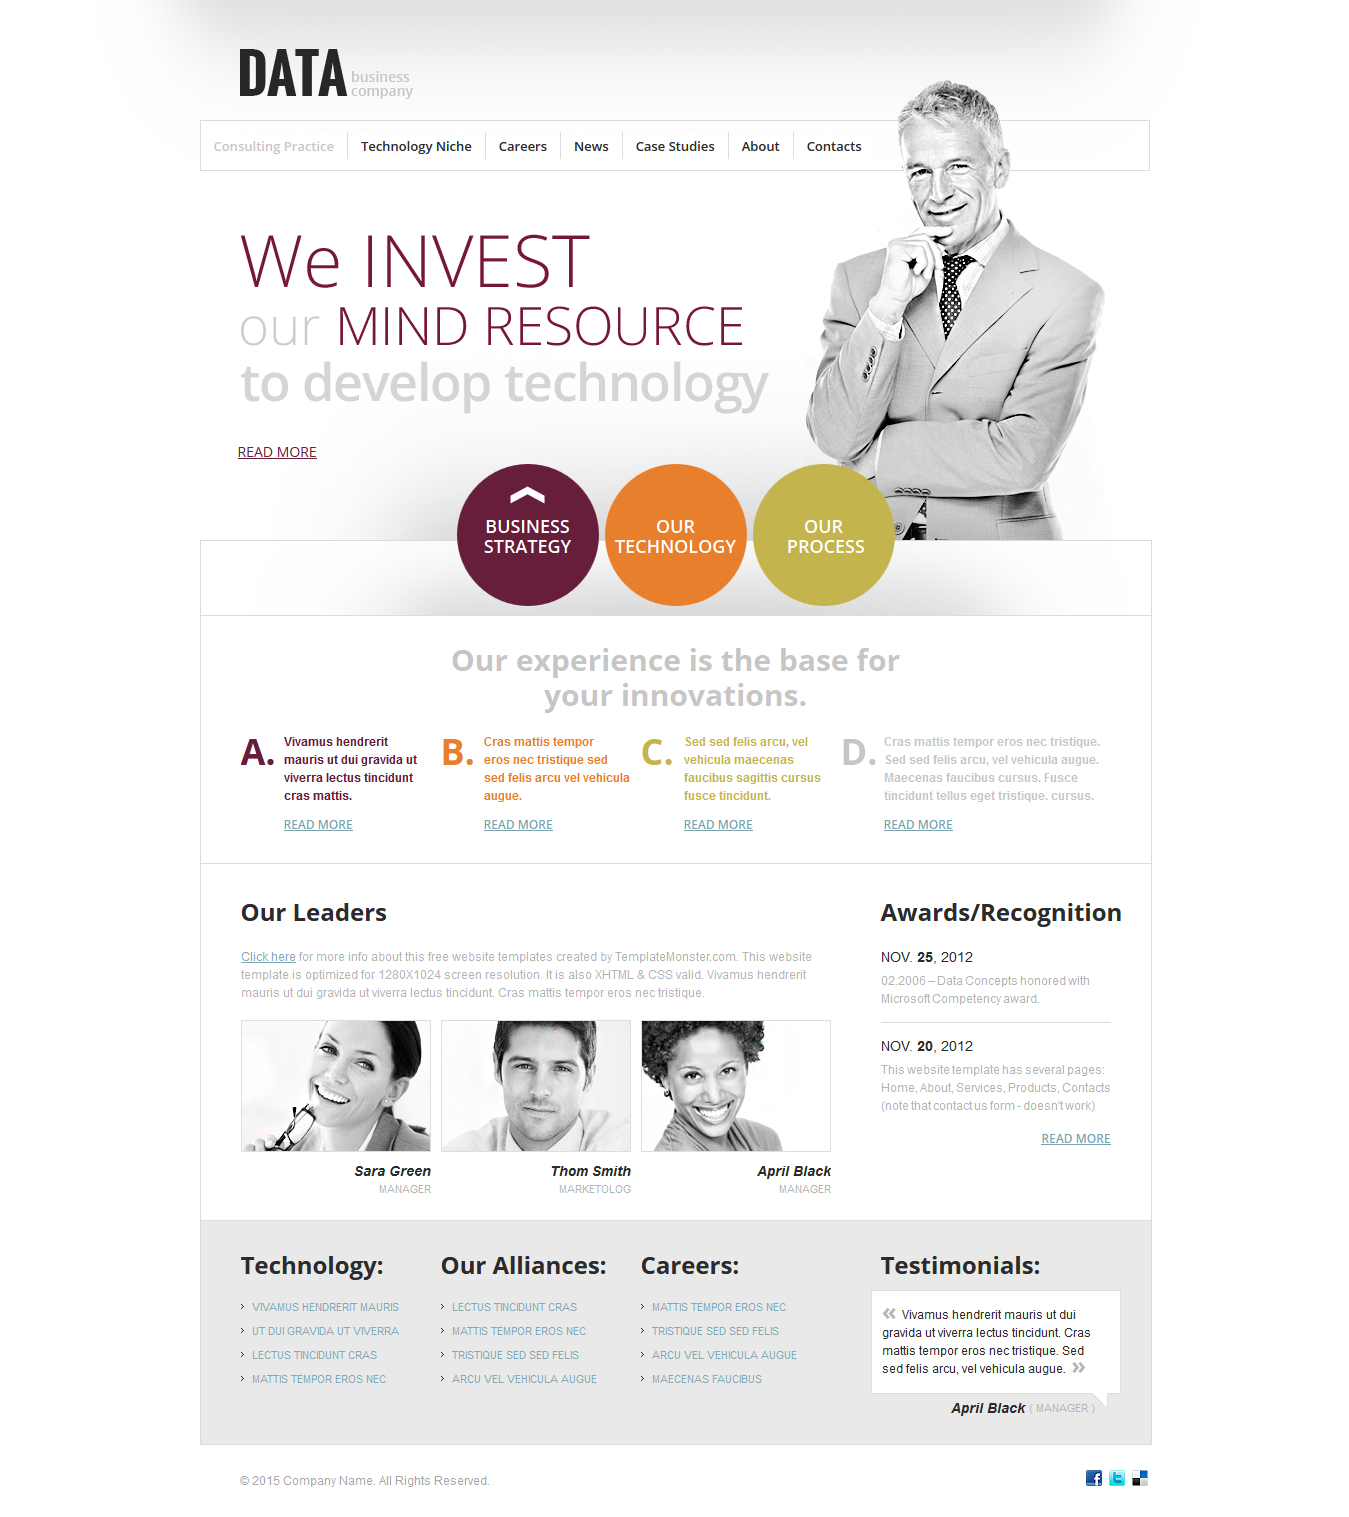 DATA business
company
Consulting Practice Technology Niche Careers News Case Studies About Contacts
We INVEST
our MIND RESOURCE
to develop technology
READ MORE
BUSINESS
STRATEGY
OUR
TECHNOLOGY
OUR
PROCESS
Our experience is the base for
your innovations.
A.
Vivamus hendrerit
mauris ut dui gravida ut
viverra lectus tincidunt
cras mattis.
READ MORE
B.
Cras mattis tempor
eros nec tristique sed
sed felis arcu vel vehicula
augue.
READ MORE
C.
Sed sed felis arcu, vel
vehicula maecenas
faucibus sagittis cursus
fusce tincidunt.
READ MORE
D.
Cras mattis tempor eros nec tristique.
Sed sed felis arcu, vel vehicula augue.
Maecenas faucibus cursus. Fusce
tincidunt tellus eget tristique. cursus.
READ MORE
Our Leaders
Click here for more info about this free website templates created by TemplateMonster.com. This website
template is optimized for 1280X1024 screen resolution. It is also XHTML & CSS valid. Vivamus hendrerit
mauris ut dui gravida ut viverra lectus tincidunt. Cras mattis tempor eros nec tristique.
Sara Green
MANAGER
Thom Smith
MARKETOLOG
April Black
MANAGER
Awards/Recognition
NOV. 25, 2012
02.2006 – Data Concepts honored with
Microsoft Competency award.
NOV. 20, 2012
This website template has several pages:
Home, About, Services, Products, Contacts
(note that contact us form - doesn't work)
READ MORE
Technology:
VIVAMUS HENDRERIT MAURIS
UT DUI GRAVIDA UT VIVERRA
LECTUS TINCIDUNT CRAS
MATTIS TEMPOR EROS NEC
Our Alliances:
LECTUS TINCIDUNT CRAS
MATTIS TEMPOR EROS NEC
TRISTIQUE SED SED FELIS
ARCU VEL VEHICULA AUGUE
Careers:
MATTIS TEMPOR EROS NEC
TRISTIQUE SED SED FELIS
ARCU VEL VEHICULA AUGUE
MAECENAS FAUCIBUS
Testimonials:
« Vivamus hendrerit mauris ut dui
gravida ut viverra lectus tincidunt. Cras
mattis tempor eros nec tristique. Sed
sed felis arcu, vel vehicula augue. »
April Black ( MANAGER )
© 2015 Company Name. All Rights Reserved.